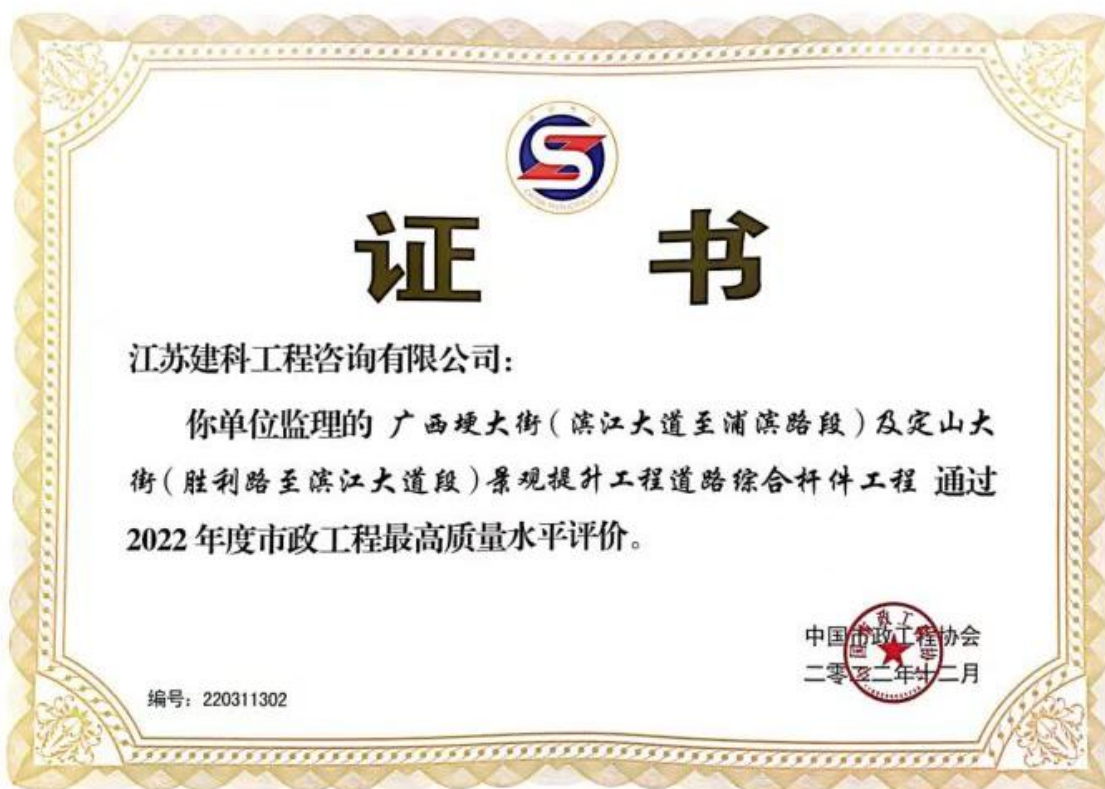 证 书
江苏建科工程咨询有限公司：
你单位监理的 广西埂大街（滨江大道至浦滨路段）及定山大
街（胜利路至滨江大道段）景观提升工程道路综合杆件工程 通过
2022 年度市政工程最高质量水平评价。
中国市政工程协会
二零二二年十二月
编号：220311302